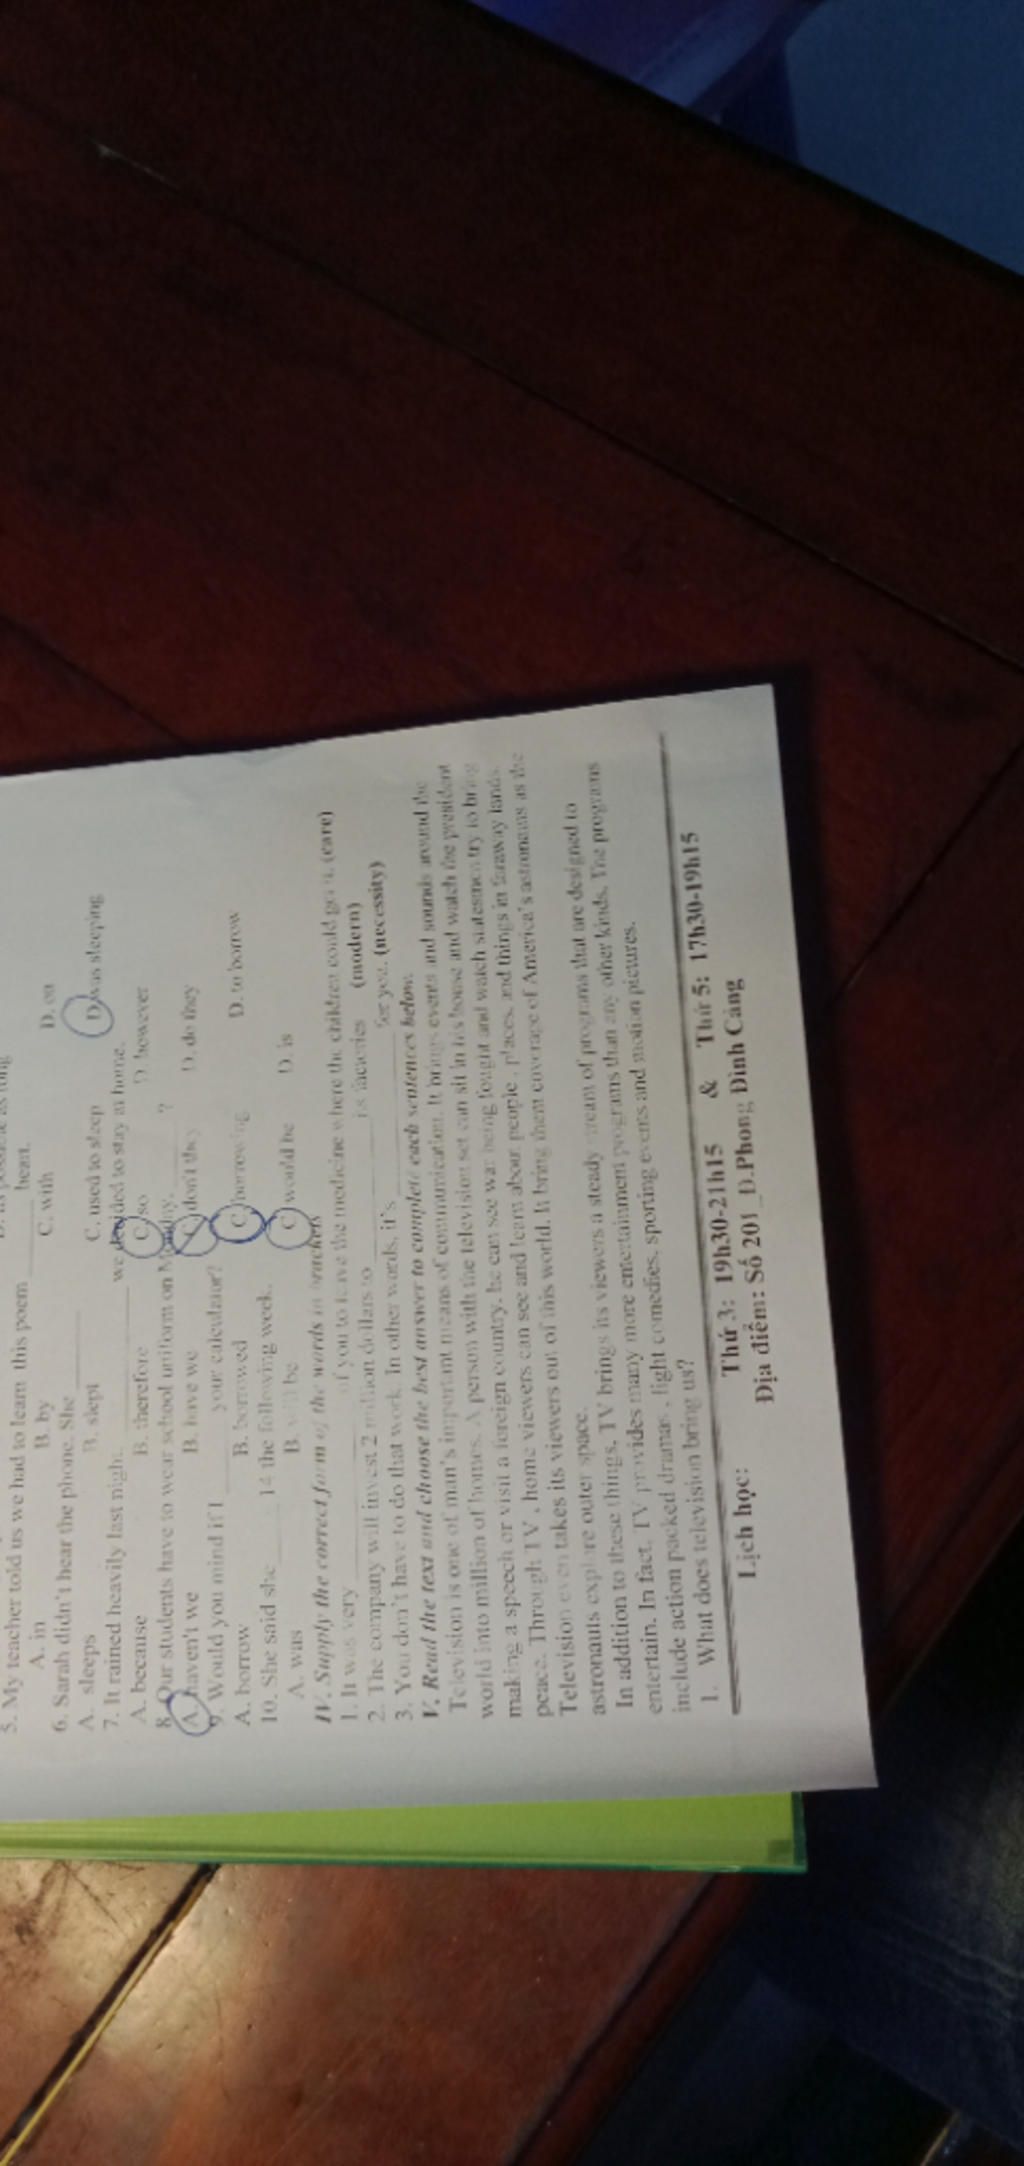 5. My teacher told us we had to learn this poem ______ heart.
A. in B. by C. with D. on
6. Sarah didn't hear the phone. She ______
A. sleeps B. slept C. used to sleep D. was sleeping
7. It rained heavily last night. ______ we decided to stay at home.
A. because B. therefore C. so D. however
8. Our students have to wear school uniform on Monday, ______ ?
A. haven't we B. have we C. don't they D. do they
9. Would you mind if I ______ your calculator?
A. borrow B. borrowed C. borrowing D. to borrow
10. She said she ______ 14 the following week.
A. was B. will be C. would be D. is
IV. Supply the correct form of the words in brackets
1. It was very ______ of you to leave the medicine where the children could get it. (care)
2. The company will invest 2 million dollars to ______ its factories (modern)
3. You don't have to do that work. In other words, it's ______ for you. (necessity)
V. Read the text and choose the best answer to complete each sentences below.
Television is one of man's important means of communication. It brings events and sounds around the
world into million of homes. A person with the television set can sit in his house and watch the president
making a speech or visit a foreign country. he can see war being fought and watch statesmen try to bring
peace. Through TV , home viewers can see and learn about people , places, and things in faraway lands.
Television even takes its viewers out of this world. It bring them coverage of America's astronauts as the
astronauts explore outer space.
In addition to these things, TV brings its viewers a steady stream of programs that are designed to
entertain. In fact, TV provides many more entertainment programs than any other kinds. The programs
include action packed dramas , light comedies, sporting events and motion pictures.
1. What does television bring us?
Lịch học: Thứ 3: 19h30-21h15 & Thứ 5: 17h30-19h15
Địa điểm: Số 201 Đ.Phong Đình Cảng